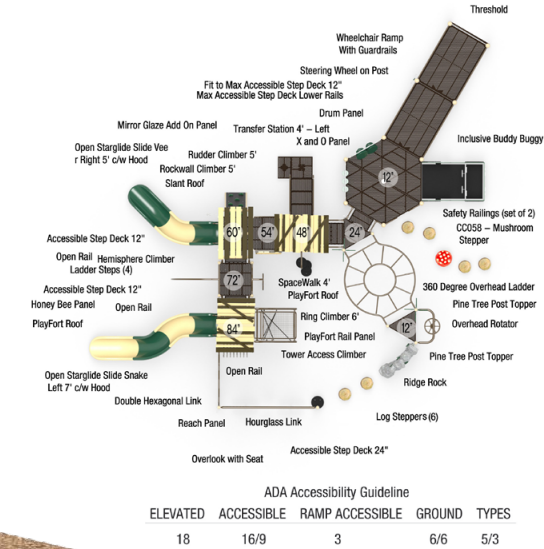 Threshold
Wheelchair Ramp
With Guardrails
Steering Wheel on Post
Fit to Max Accessible Step Deck 12"
Max Accessible Step Deck Lower Rails
Drum Panel
Mirror Glaze Add On Panel
Transfer Station 4' – Left
X and O Panel
Inclusive Buddy Buggy
Open Starglide Slide Vee
r Right 5' c/w Hood
Rudder Climber 5'
Rockwall Climber 5'
Slant Roof
12"
Safety Railings (set of 2)
CC058 – Mushroom
Stepper
60"
54"
48"
24"
Accessible Step Deck 12"
Open Rail
Hemisphere Climber
Ladder Steps (4)
72"
SpaceWalk 4'
PlayFort Roof
360 Degree Overhead Ladder
Accessible Step Deck 12"
Honey Bee Panel
Open Rail
Pine Tree Post Topper
Ring Climber 6'
PlayFort Roof
84"
12"
Overhead Rotator
PlayFort Rail Panel
Tower Access Climber
Pine Tree Post Topper
Open Rail
Open Starglide Slide Snake
Left 7' c/w Hood
Ridge Rock
Double Hexagonal Link
Reach Panel
Hourglass Link
Log Steppers (6)
Accessible Step Deck 24"
Overlook with Seat
ADA Accessibility Guideline
ELEVATED ACCESSIBLE RAMP ACCESSIBLE GROUND TYPES
18 16/9 3 6/6 5/3